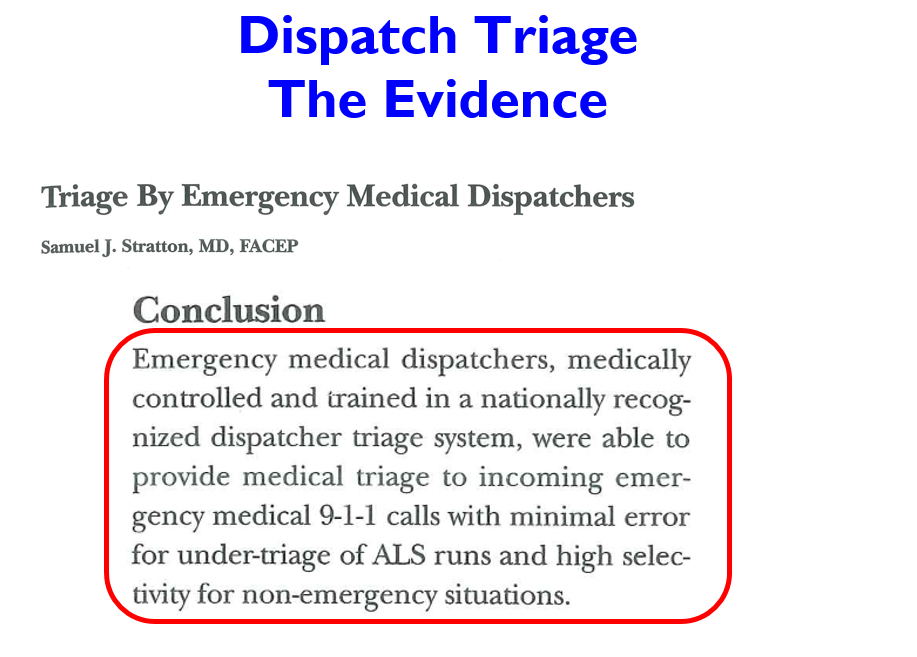 Dispatch Triage
The Evidence
Triage By Emergency Medical Dispatchers
Samuel J. Stratton, MD, FACEP
Conclusion
Emergency medical dispatchers, medically
controlled and trained in a nationally recog-
nized dispatcher triage system, were able to
provide medical triage to incoming emer-
gency medical 9-1-1 calls with minimal error
for under-triage of ALS runs and high selec-
tivity for non-emergency situations.